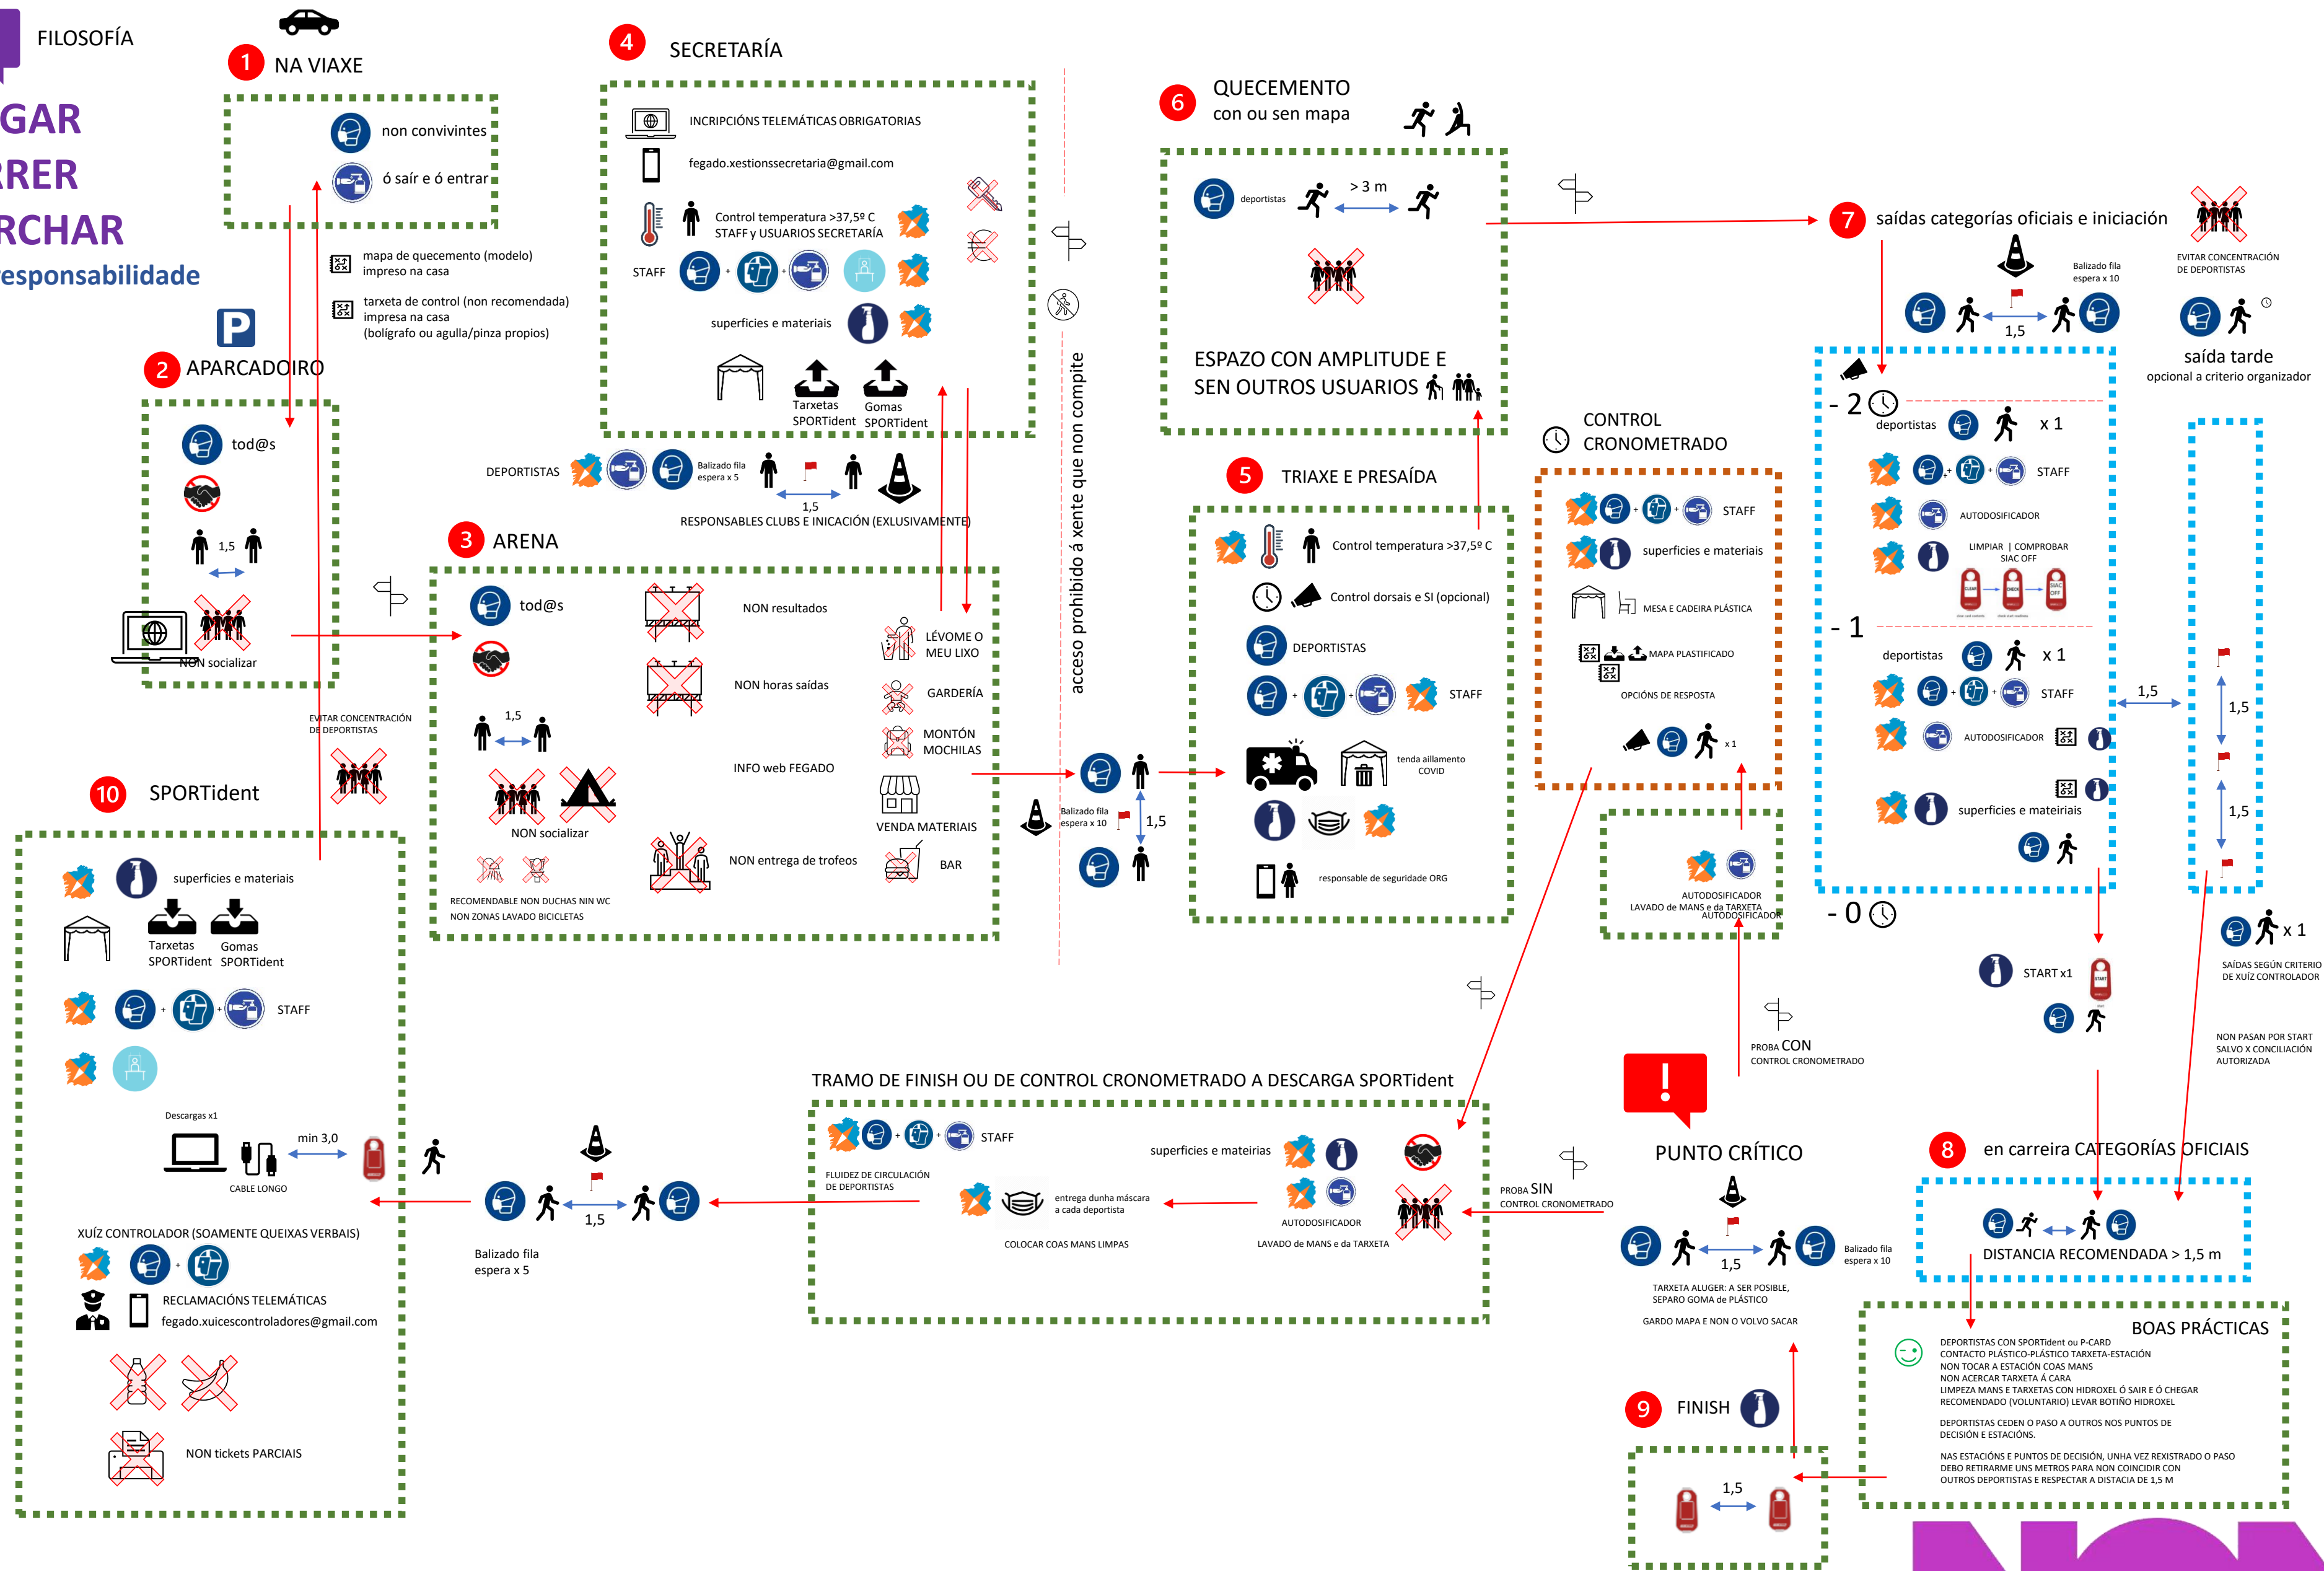 FILOSOFÍA
GAR
RRER
RCHAR
responsabilidade
1
NA VIAXE
non convivintes
ó saír e ó entrar
mapa de quecemento (modelo)
impreso na casa
tarxeta de control (non recomendada)
impresa na casa
(bolígrafo ou agulla/pinza propios)
P
2
APARCADOIRO
tod@s
1,5
NON socializar
3
ARENA
tod@s
1,5
NON socializar
RECOMENDABLE NON DUCHAS NIN WC
NON ZONAS LAVADO BICICLETAS
NON resultados
NON horas saídas
INFO web FEGADO
NON entrega de trofeos
LÉVOME O
MEU LIXO
GARDERÍA
MONTÓN
MOCHILAS
VENDA MATERIAIS
BAR
4
SECRETARÍA
INCRIPCIÓNS TELEMÁTICAS OBRIGATORIAS
fegado.xestionssecretaria@gmail.com
Control temperatura >37,5º C
STAFF y USUARIOS SECRETARÍA
STAFF
+
+
superficies e materiais
Tarxetas
SPORTident
Gomas
SPORTident
DEPORTISTAS
Balizado fila
espera x 5
1,5
RESPONSABLES CLUBS E INICACIÓN (EXLUSIVAMENTE)
acceso prohibido á xente que non compite
Balizado fila
espera x 10
1,5
5
TRIAXE E PRESAÍDA
Control temperatura >37,5º C
Control dorsais e SI (opcional)
DEPORTISTAS
+
+
STAFF
tenda aillamento
COVID
responsable de seguridade ORG
6
QUECEMENTO
con ou sen mapa
deportistas
> 3 m
ESPAZO CON AMPLITUDE E
SEN OUTROS USUARIOS
7
saídas categorías oficiais e iniciación
Balizado fila
espera x 10
1,5
EVITAR CONCENTRACIÓN
DE DEPORTISTAS
saída tarde
opcional a criterio organizador
- 2
deportistas
x 1
+
+
STAFF
AUTODOSIFICADOR
LIMPIAR | COMPROBAR
SIAC OFF
CLEAR
CHECK
SIAC
OFF
- 1
deportistas
x 1
+
+
STAFF
AUTODOSIFICADOR
superficies e mateiriais
- 0
1,5
1,5
1,5
x 1
SAÍDAS SEGÚN CRITERIO
DE XUÍZ CONTROLADOR
NON PASAN POR START
SALVO X CONCILIACIÓN
AUTORIZADA
START x1
START
CONTROL
CRONOMETRADO
+
+
STAFF
superficies e materiais
MESA E CADEIRA PLÁSTICA
MAPA PLASTIFICADO
OPCIÓNS DE RESPOSTA
x 1
AUTODOSIFICADOR
LAVADO de MANS e da TARXETA
AUTODOSIFICADOR
PROBA CON
CONTROL CRONOMETRADO
8
en carreira CATEGORÍAS OFICIAIS
DISTANCIA RECOMENDADA > 1,5 m
BOAS PRÁCTICAS
DEPORTISTAS CON SPORTident ou P-CARD
CONTACTO PLÁSTICO-PLÁSTICO TARXETA-ESTACIÓN
NON TOCAR A ESTACIÓN COAS MANS
NON ACERCAR TARXETA Á CARA
LIMPEZA MANS E TARXETAS CON HIDROXEL Ó SAIR E Ó CHEGAR
RECOMENDADO (VOLUNTARIO) LEVAR BOTIÑO HIDROXEL
DEPORTISTAS CEDEN O PASO A OUTROS NOS PUNTOS DE
DECISIÓN E ESTACIÓNS.
NAS ESTACIÓNS E PUNTOS DE DECISIÓN, UNHA VEZ REXISTRADO O PASO
DEBO RETIRARME UNS METROS PARA NON COINCIDIR CON
OUTROS DEPORTISTAS E RESPECTAR A DISTACIA DE 1,5 M
9
FINISH
1,5
!
PUNTO CRÍTICO
1,5
Balizado fila
espera x 10
TARXETA ALUGER: A SER POSIBLE,
SEPARO GOMA de PLÁSTICO
GARDO MAPA E NON O VOLVO SACAR
PROBA SIN
CONTROL CRONOMETRADO
TRAMO DE FINISH OU DE CONTROL CRONOMETRADO A DESCARGA SPORTident
+
+
STAFF
FLUIDEZ DE CIRCULACIÓN
DE DEPORTISTAS
superficies e mateirias
entrega dunha máscara
a cada deportista
COLOCAR COAS MANS LIMPAS
AUTODOSIFICADOR
LAVADO de MANS e da TARXETA
1,5
Balizado fila
espera x 5
EVITAR CONCENTRACIÓN
DE DEPORTISTAS
10
SPORTident
superficies e materiais
Tarxetas
SPORTident
Gomas
SPORTident
+
+
STAFF
Descargas x1
min 3,0
CABLE LONGO
XUÍZ CONTROLADOR (SOAMENTE QUEIXAS VERBAIS)
+
RECLAMACIÓNS TELEMÁTICAS
fegado.xuicescontroladores@gmail.com
NON tickets PARCIAIS